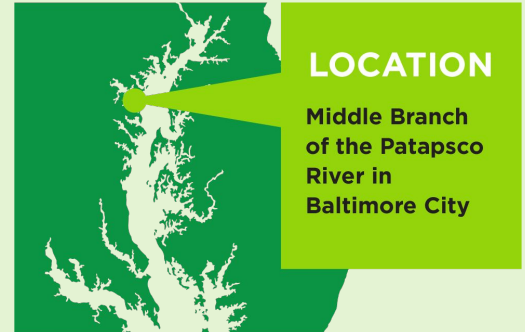 LOCATION
Middle Branch
of the Patapsco
River in
Baltimore City